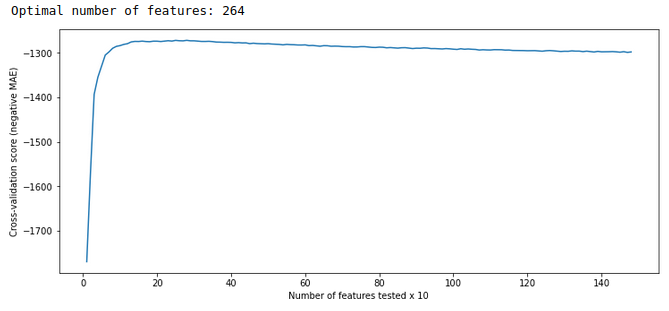 Optimal number of features: 264
−1300
−1400
−1500
−1600
−1700
Cross-validation score (negative MAE)
0 20 40 60 80 100 120 140
Number of features tested x 10